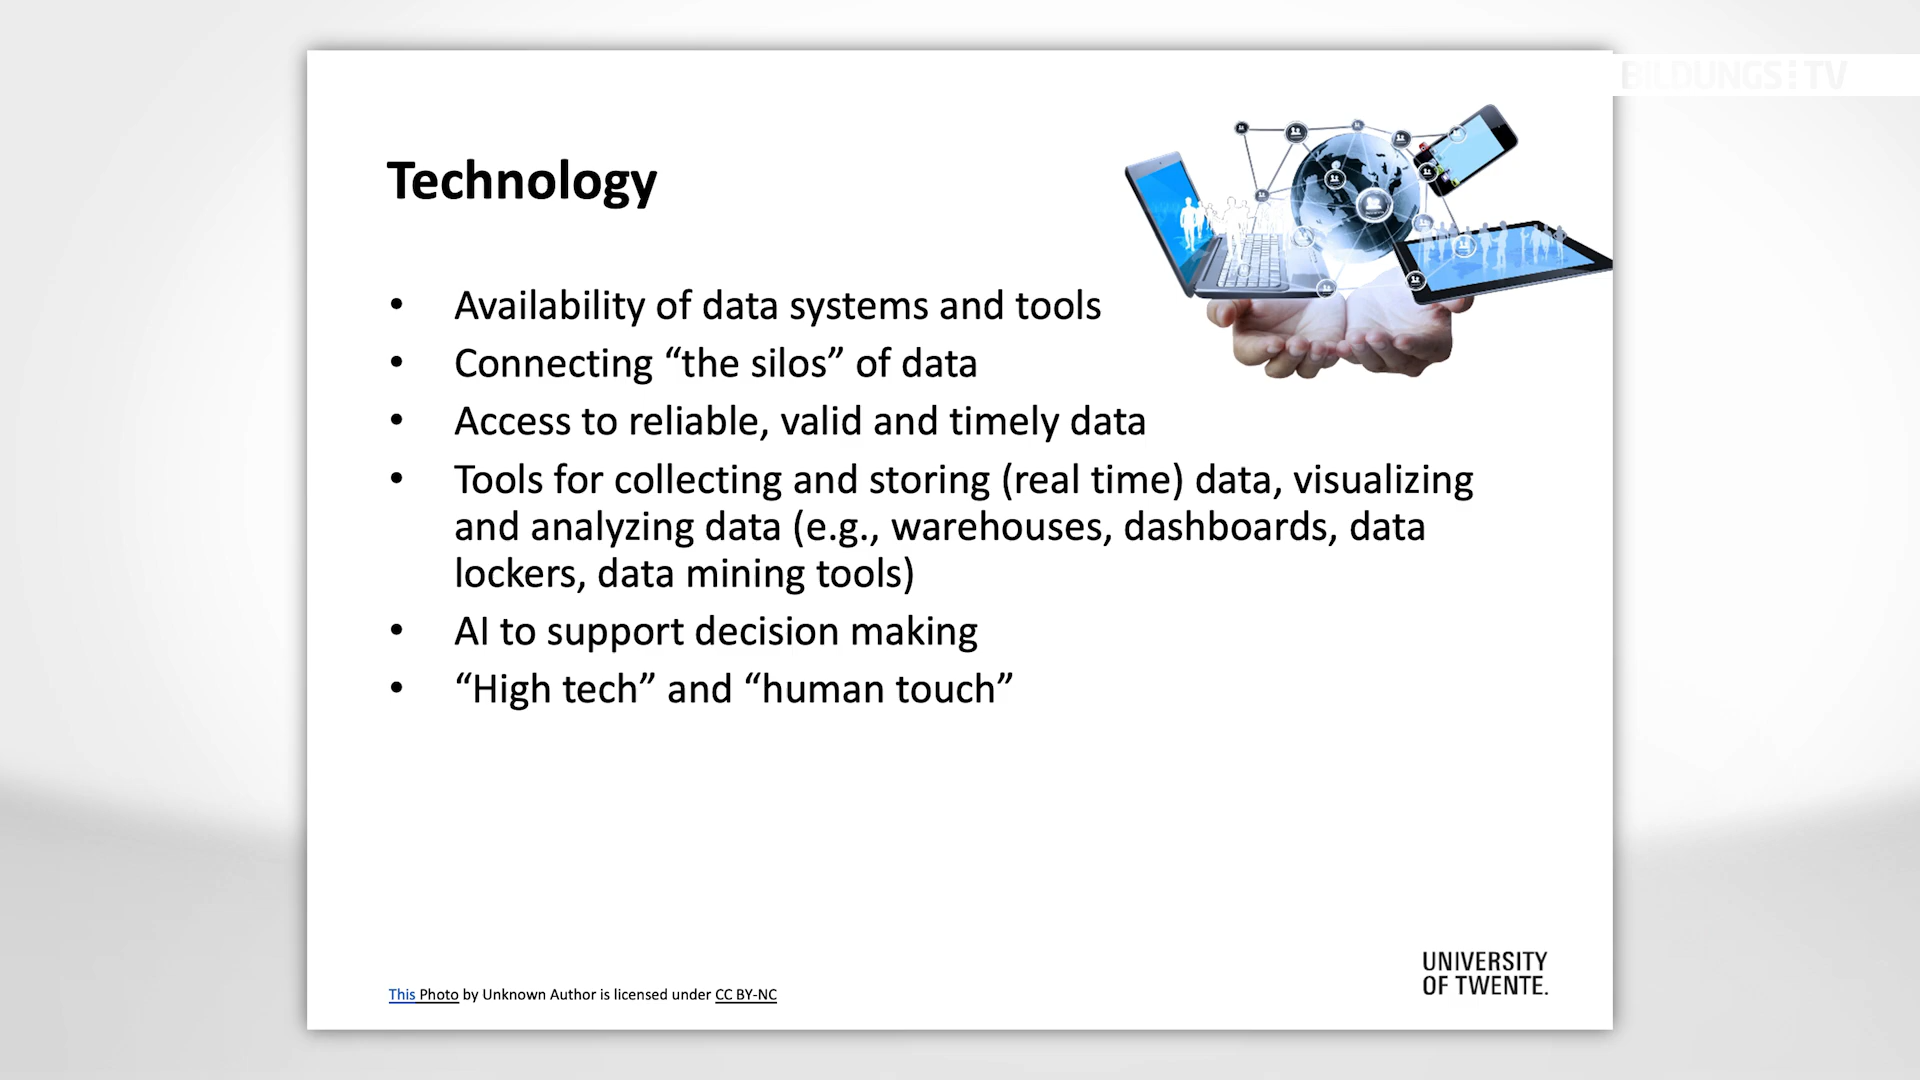 BILDUNGS TV
Technology
• Availability of data systems and tools
• Connecting “the silos” of data
• Access to reliable, valid and timely data
• Tools for collecting and storing (real time) data, visualizing
and analyzing data (e.g., warehouses, dashboards, data
lockers, data mining tools)
• AI to support decision making
• “High tech” and “human touch”
This Photo by Unknown Author is licensed under CC BY-NC
UNIVERSITY
OF TWENTE.